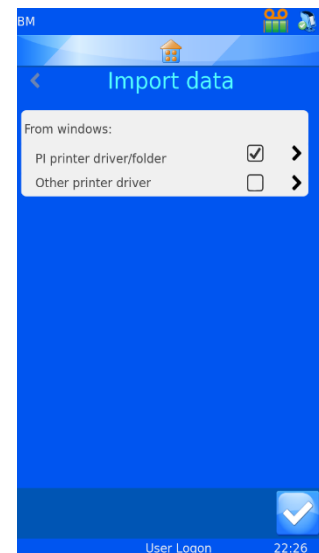 BM
Import data
From windows:
PI printer driver/folder
Other printer driver
User Logon 22:26